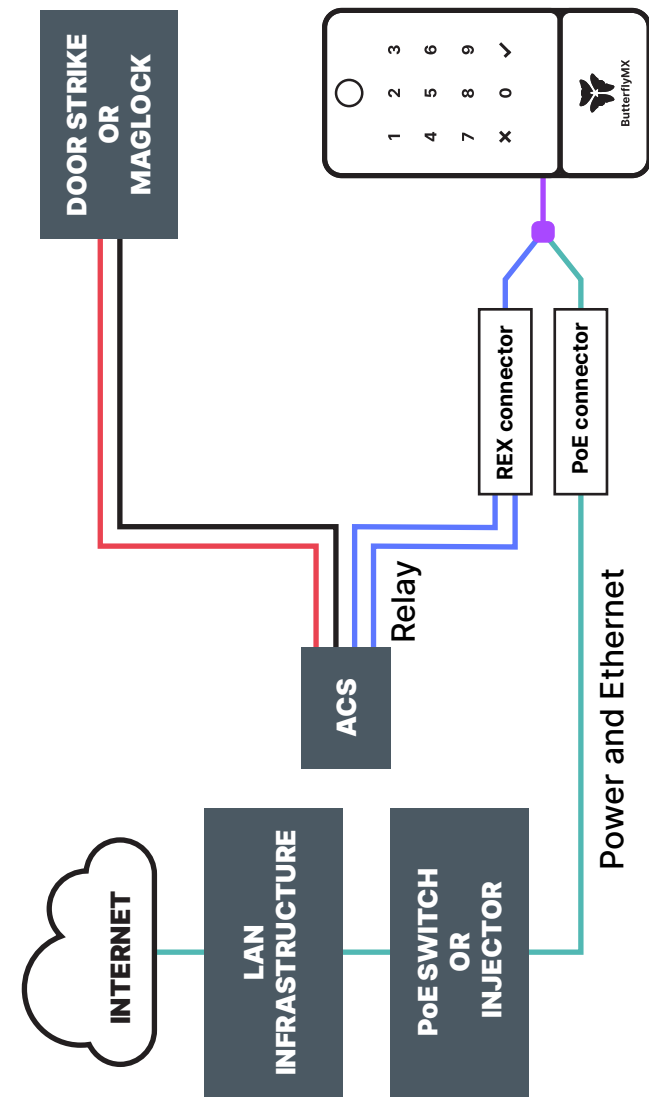 INTERNET
LAN
INFRASTRUCTURE
PoE SWITCH
OR
INJECTOR
ACS
Relay
Power and Ethernet
REX connector
PoE connector
DOOR STRIKE
OR
MAGLOCK
1 2 3
4 5 6
7 8 9
× 0 ✓
ButterflyMX